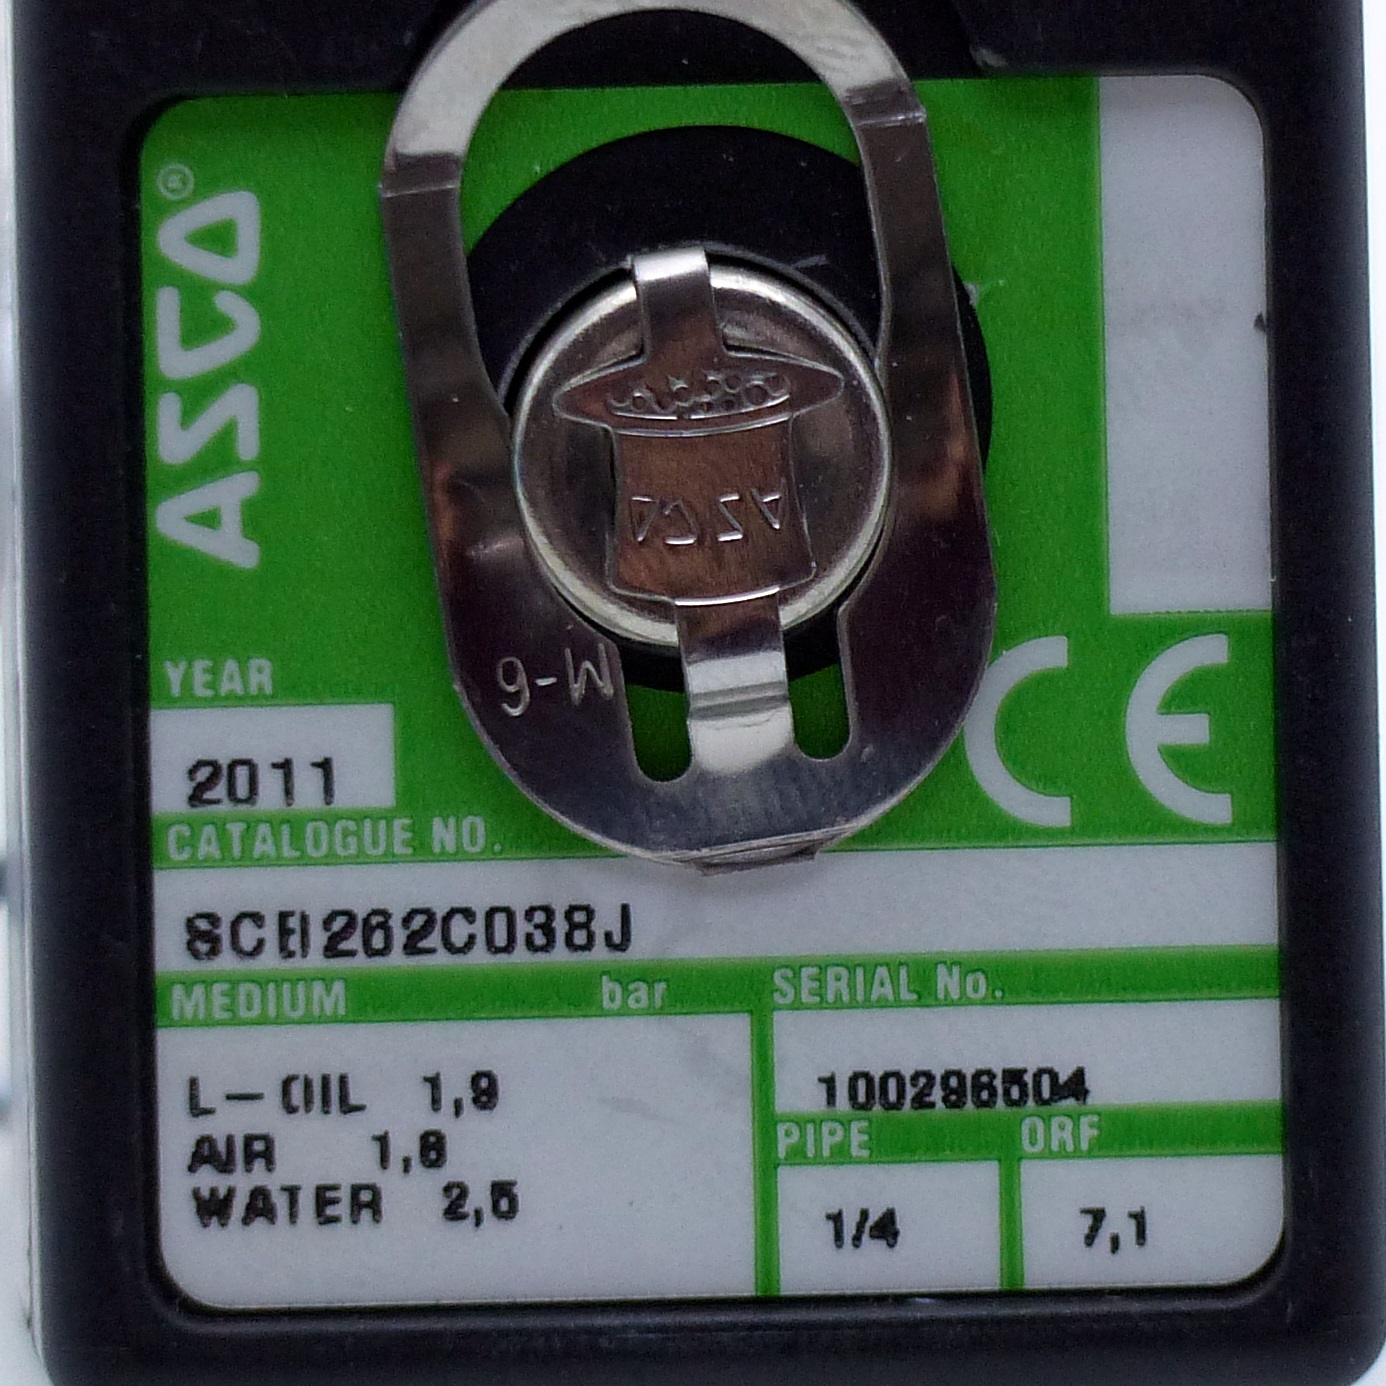 ASCO®
ASCO
M-6
YEAR
2011
CATALOGUE NO.
CE
SCE262C038J
MEDIUM bar
SERIAL No.
L-OIL 1,9
100296504
AIR 1,8
PIPE ORF
WATER 2,5
1/4 7,1